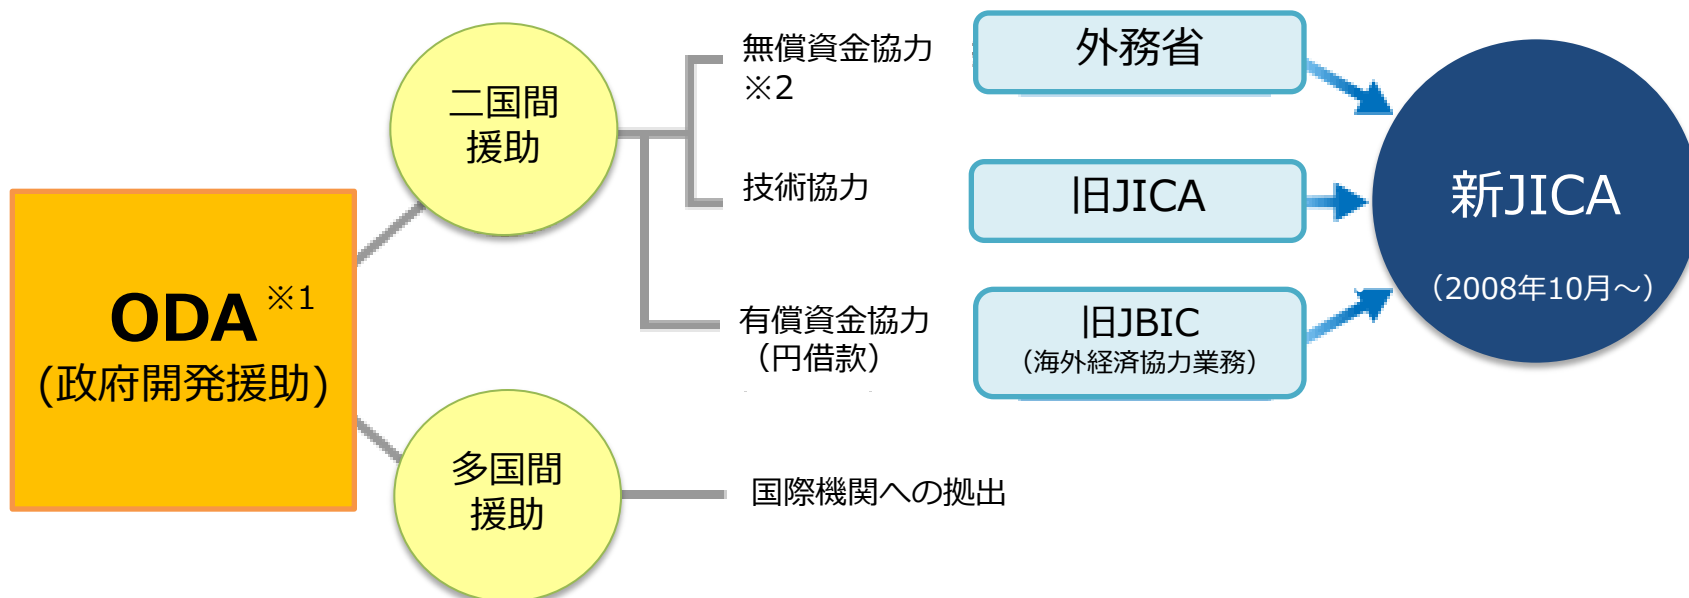 ODA※1
(政府開発援助)
二国間
援助
無償資金協力
※2
技術協力
有償資金協力
（円借款）
外務省
旧JICA
旧JBIC
（海外経済協力業務）
新JICA
（2008年10月～）
多国間
援助
国際機関への拠出